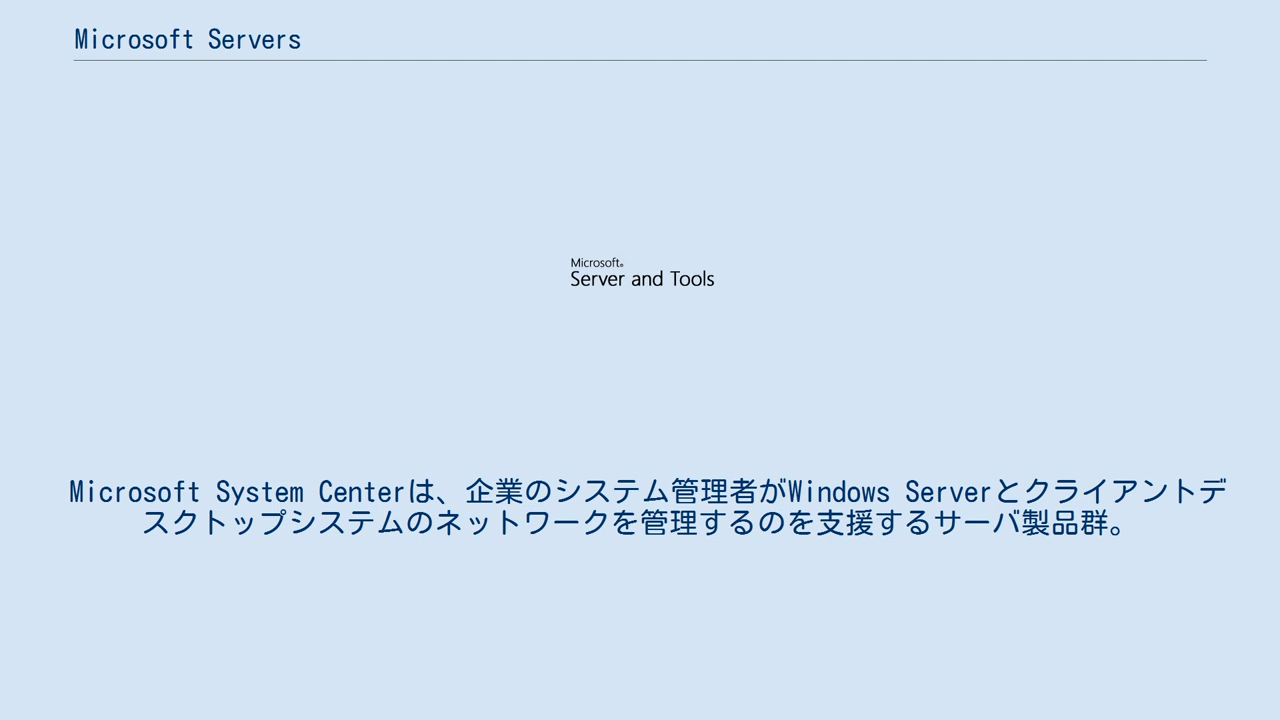 Microsoft Servers
Microsoft®
Server and Tools
Microsoft System Centerは、企業のシステム管理者がWindows Serverとクライアントデ
スクトップシステムのネットワークを管理するのを支援するサーバ製品群。